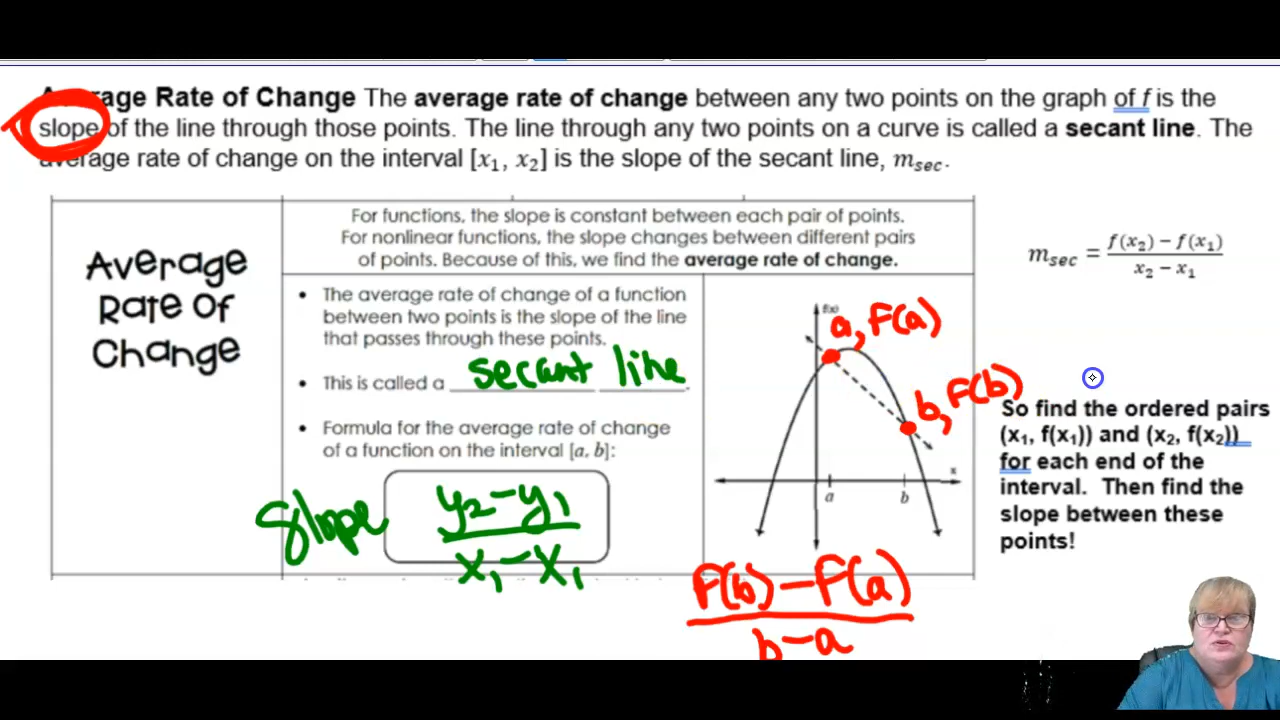 Average Rate of Change The average rate of change between any two points on the graph of f is the
slope of the line through those points. The line through any two points on a curve is called a secant line. The
average rate of change on the interval [x₁, x₂] is the slope of the secant line, m_sec.
Average
Rate Of
Change
For functions, the slope is constant between each pair of points.
For nonlinear functions, the slope changes between different pairs
of points. Because of this, we find the average rate of change.
• The average rate of change of a function
between two points is the slope of the line
that passes through these points.
• This is called a secant line.
• Formula for the average rate of change
of a function on the interval [a, b]:
slope
y₂-y₁
x₁-x₁
f(x)
a, F(a)
b, F(b)
x
a
b
F(b)-F(a)
b-a
m_sec = f(x₂) − f(x₁)
x₂ − x₁
So find the ordered pairs
(x₁, f(x₁)) and (x₂, f(x₂))
for each end of the
interval. Then find the
slope between these
points!